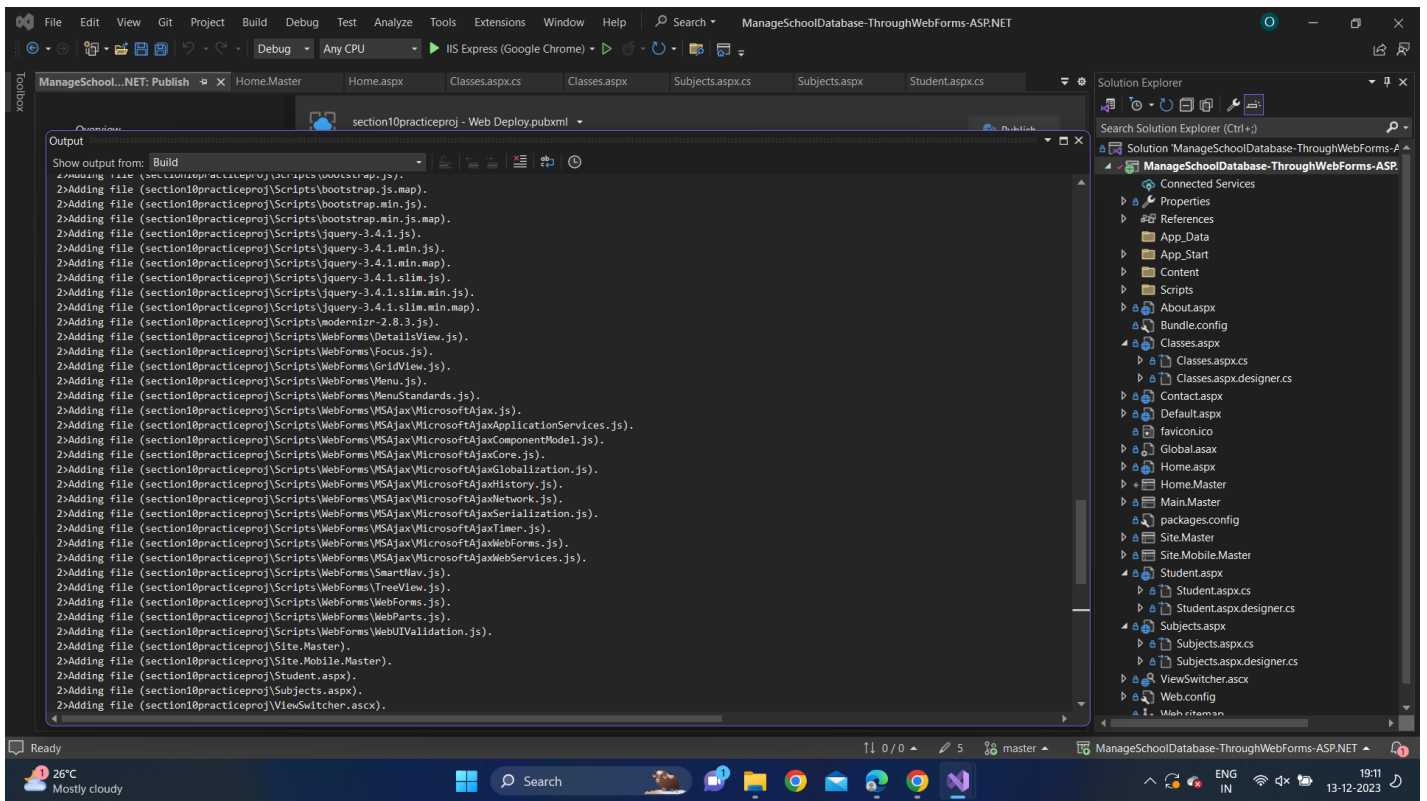 File Edit View Git Project Build Debug Test Analyze Tools Extensions Window Help Search ManageSchoolDatabase-ThroughWebForms-ASP.NET O
Debug Any CPU IIS Express (Google Chrome)
Toolbox
ManageSchool...NET: Publish Home.Master Home.aspx Classes.aspx.cs Classes.aspx Subjects.aspx.cs Subjects.aspx Student.aspx.cs
section10practiceproj - Web Deploy.pubxml
Overview
Publish
Output
Show output from: Build
2>Adding file (section10practiceproj\Scripts\bootstrap.js).
2>Adding file (section10practiceproj\Scripts\bootstrap.js.map).
2>Adding file (section10practiceproj\Scripts\bootstrap.min.js).
2>Adding file (section10practiceproj\Scripts\bootstrap.min.js.map).
2>Adding file (section10practiceproj\Scripts\jquery-3.4.1.js).
2>Adding file (section10practiceproj\Scripts\jquery-3.4.1.min.js).
2>Adding file (section10practiceproj\Scripts\jquery-3.4.1.min.map).
2>Adding file (section10practiceproj\Scripts\jquery-3.4.1.slim.js).
2>Adding file (section10practiceproj\Scripts\jquery-3.4.1.slim.min.js).
2>Adding file (section10practiceproj\Scripts\jquery-3.4.1.slim.min.map).
2>Adding file (section10practiceproj\Scripts\modernizr-2.8.3.js).
2>Adding file (section10practiceproj\Scripts\WebForms\DetailsView.js).
2>Adding file (section10practiceproj\Scripts\WebForms\Focus.js).
2>Adding file (section10practiceproj\Scripts\WebForms\GridView.js).
2>Adding file (section10practiceproj\Scripts\WebForms\Menu.js).
2>Adding file (section10practiceproj\Scripts\WebForms\MenuStandards.js).
2>Adding file (section10practiceproj\Scripts\WebForms\MSAjax\MicrosoftAjax.js).
2>Adding file (section10practiceproj\Scripts\WebForms\MSAjax\MicrosoftAjaxApplicationServices.js).
2>Adding file (section10practiceproj\Scripts\WebForms\MSAjax\MicrosoftAjaxComponentModel.js).
2>Adding file (section10practiceproj\Scripts\WebForms\MSAjax\MicrosoftAjaxCore.js).
2>Adding file (section10practiceproj\Scripts\WebForms\MSAjax\MicrosoftAjaxGlobalization.js).
2>Adding file (section10practiceproj\Scripts\WebForms\MSAjax\MicrosoftAjaxHistory.js).
2>Adding file (section10practiceproj\Scripts\WebForms\MSAjax\MicrosoftAjaxNetwork.js).
2>Adding file (section10practiceproj\Scripts\WebForms\MSAjax\MicrosoftAjaxSerialization.js).
2>Adding file (section10practiceproj\Scripts\WebForms\MSAjax\MicrosoftAjaxTimer.js).
2>Adding file (section10practiceproj\Scripts\WebForms\MSAjax\MicrosoftAjaxWebForms.js).
2>Adding file (section10practiceproj\Scripts\WebForms\MSAjax\MicrosoftAjaxWebServices.js).
2>Adding file (section10practiceproj\Scripts\WebForms\SmartNav.js).
2>Adding file (section10practiceproj\Scripts\WebForms\TreeView.js).
2>Adding file (section10practiceproj\Scripts\WebForms\WebForms.js).
2>Adding file (section10practiceproj\Scripts\WebForms\WebParts.js).
2>Adding file (section10practiceproj\Scripts\WebForms\WebUIValidation.js).
2>Adding file (section10practiceproj\Site.Master).
2>Adding file (section10practiceproj\Site.Mobile.Master).
2>Adding file (section10practiceproj\Student.aspx).
2>Adding file (section10practiceproj\Subjects.aspx).
2>Adding file (section10practiceproj\ViewSwitcher.ascx).
Solution Explorer
Search Solution Explorer (Ctrl+;)
Solution 'ManageSchoolDatabase-ThroughWebForms-A
ManageSchoolDatabase-ThroughWebForms-ASP.
Connected Services
Properties
References
App_Data
App_Start
Content
Scripts
About.aspx
Bundle.config
Classes.aspx
Classes.aspx.cs
Classes.aspx.designer.cs
Contact.aspx
Default.aspx
favicon.ico
Global.asax
Home.aspx
Home.Master
Main.Master
packages.config
Site.Master
Site.Mobile.Master
Student.aspx
Student.aspx.cs
Student.aspx.designer.cs
Subjects.aspx
Subjects.aspx.cs
Subjects.aspx.designer.cs
ViewSwitcher.ascx
Web.config
Web.sitemap
Ready 0 / 0 5 master ManageSchoolDatabase-ThroughWebForms-ASP.NET 1
1 26°C
Mostly cloudy
Search
1
ENG
IN
19:11
13-12-2023